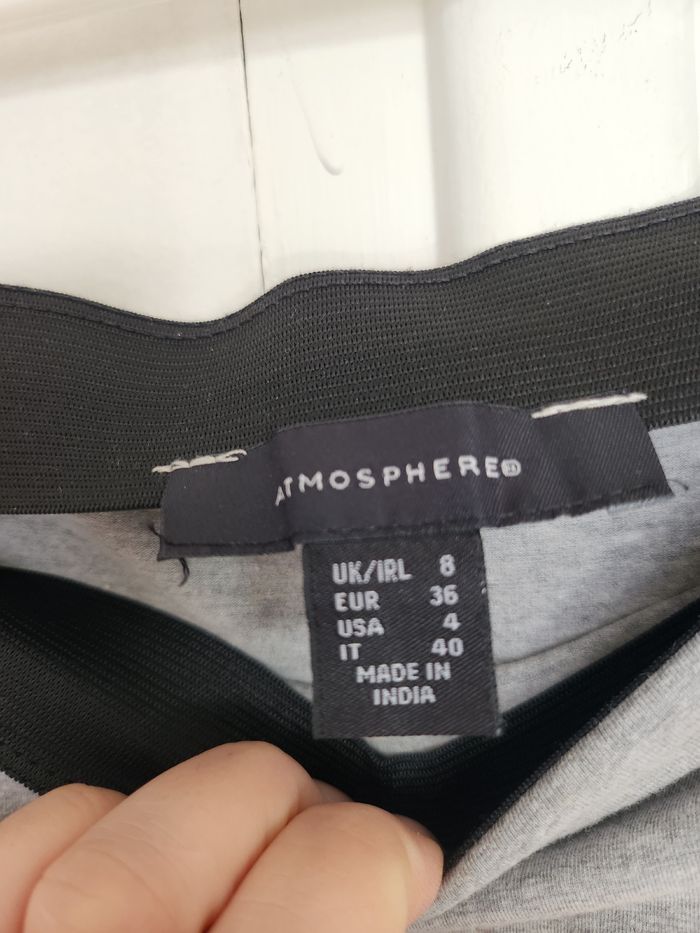 ATMOSPHERE®
UK/IRL 8
EUR 36
USA 4
IT 40
MADE IN
INDIA